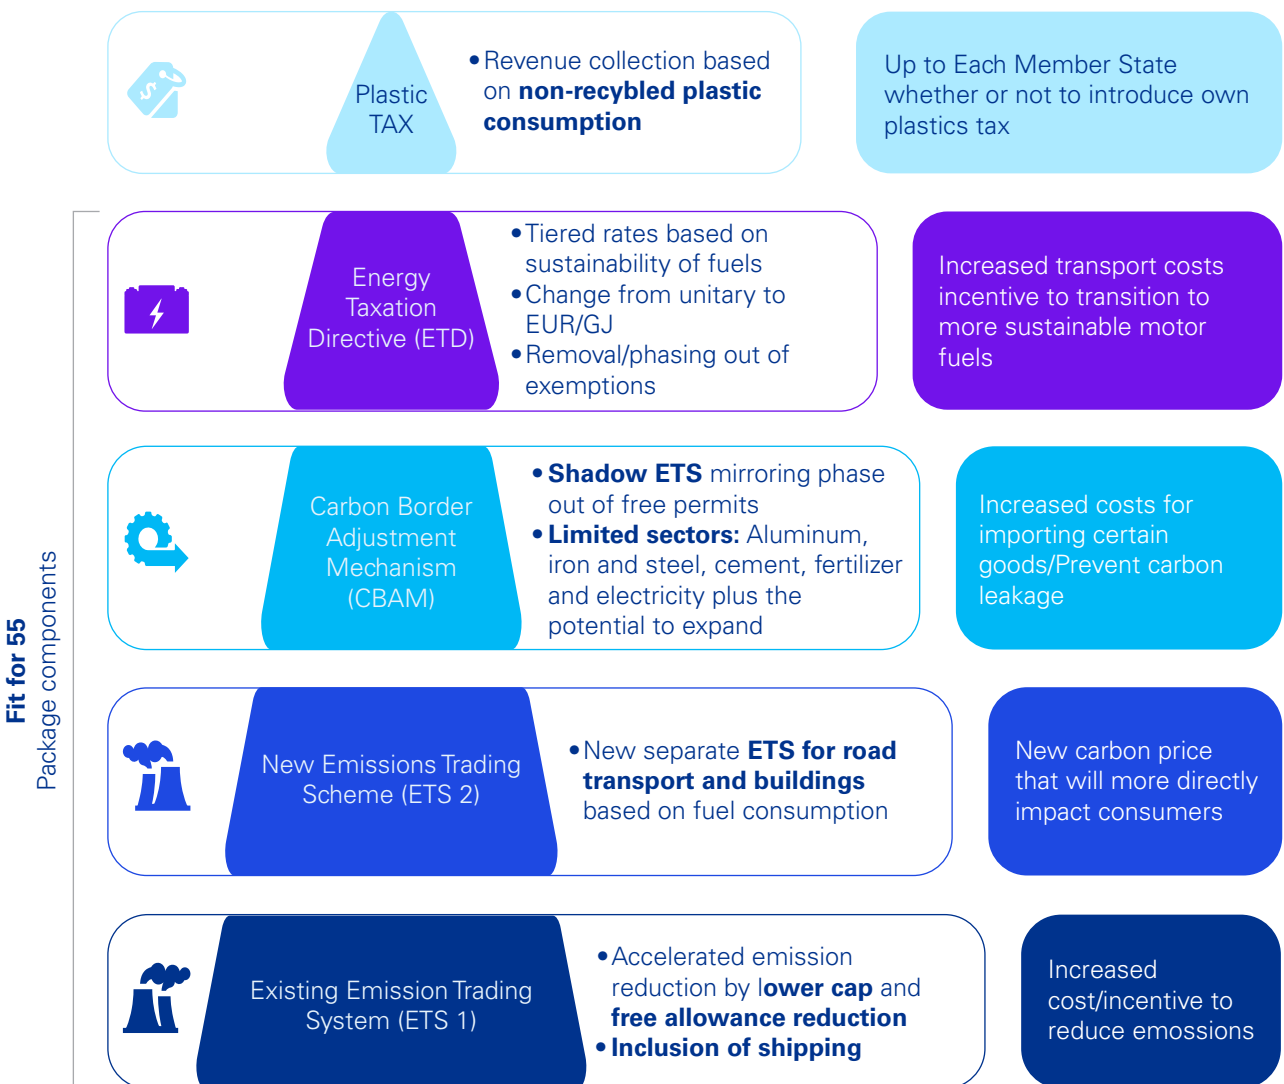 Plastic
TAX
•Revenue collection based
on non-recybled plastic
consumption
Up to Each Member State
whether or not to introduce own
plastics tax
Fit for 55
Package components
Energy
Taxation
Directive (ETD)
•Tiered rates based on
sustainability of fuels
•Change from unitary to
EUR/GJ
•Removal/phasing out of
exemptions
Increased transport costs
incentive to transition to
more sustainable motor
fuels
Carbon Border
Adjustment
Mechanism
(CBAM)
•Shadow ETS mirroring phase
out of free permits
•Limited sectors: Aluminum,
iron and steel, cement, fertilizer
and electricity plus the
potential to expand
Increased costs for
importing certain
goods/Prevent carbon
leakage
New Emissions Trading
Scheme (ETS 2)
•New separate ETS for road
transport and buildings
based on fuel consumption
New carbon price
that will more directly
impact consumers
Existing Emission Trading
System (ETS 1)
•Accelerated emission
reduction by lower cap and
free allowance reduction
•Inclusion of shipping
Increased
cost/incentive to
reduce emossions